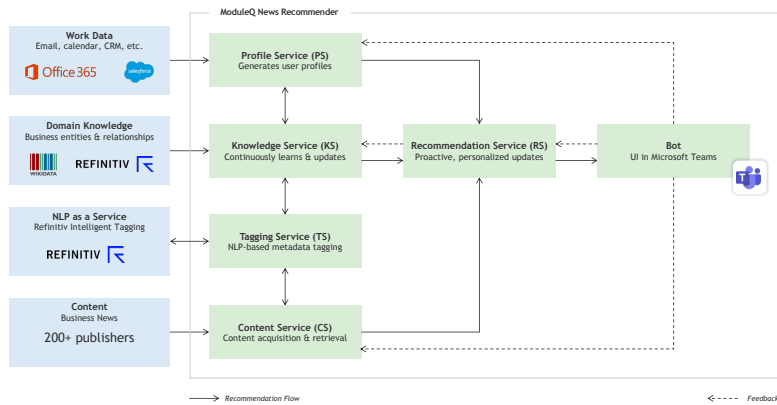 ModuleQ News Recommender
Work Data
Email, calendar, CRM, etc.
Office 365
salesforce
Profile Service (PS)
Generates user profiles
Domain Knowledge
Business entities & relationships
WIKIDATA
REFINITIV
Knowledge Service (KS)
Continuously learns & updates
Recommendation Service (RS)
Proactive, personalized updates
Bot
UI in Microsoft Teams
T
NLP as a Service
Refinitiv Intelligent Tagging
REFINITIV
Tagging Service (TS)
NLP-based metadata tagging
Content
Business News
200+ publishers
Content Service (CS)
Content acquisition & retrieval
Recommendation Flow
Feedback